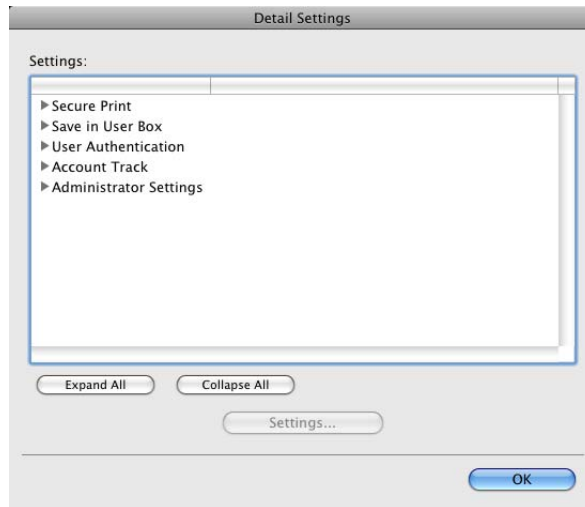 Detail Settings
Settings:
Secure Print
Save in User Box
User Authentication
Account Track
Administrator Settings
Expand All
Collapse All
Settings...
OK